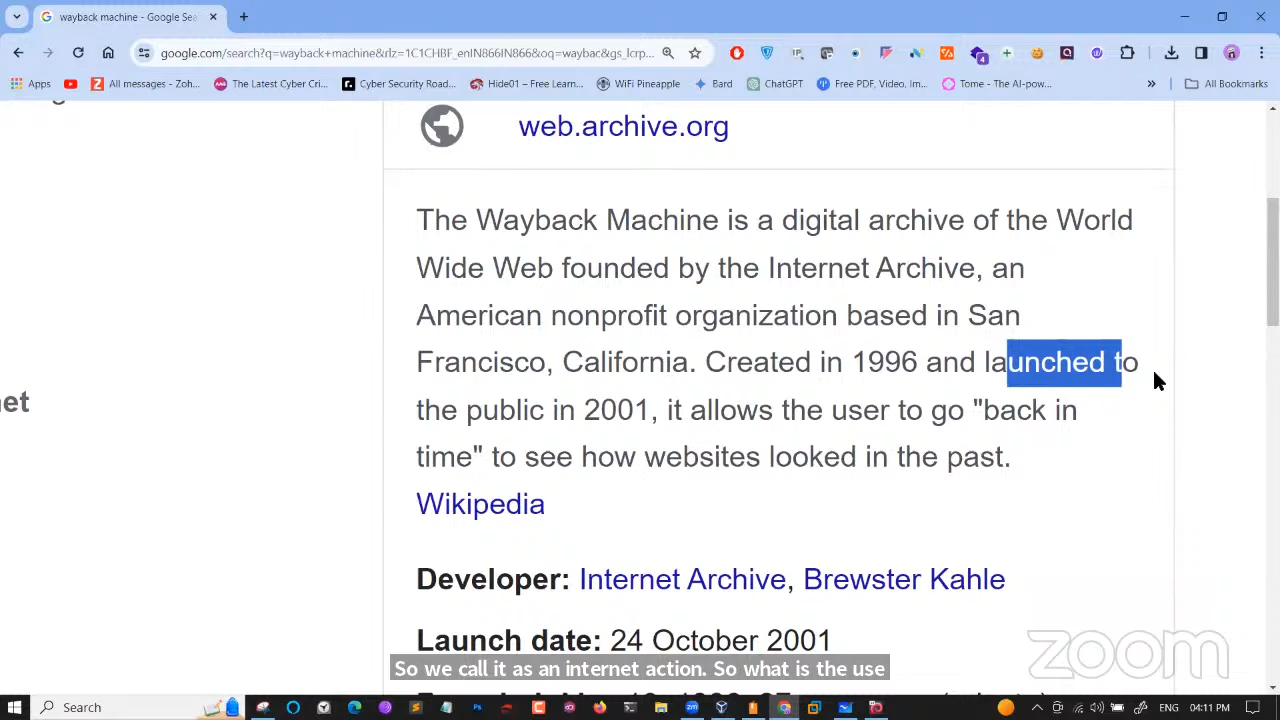 wayback machine - Google Sea
google.com/search?q=wayback+machine&rlz=1C1CHBF_enIN866IN866&oq=waybac&gs_lcrp...
4
Apps
All messages - Zoh...
The Latest Cyber Cri...
Cyber Security Road...
Hide01 – Free Learn...
WiFi Pineapple
Bard
ChatGPT
Free PDF, Video, Im...
Tome - The AI-pow...
»
All Bookmarks
web.archive.org
The Wayback Machine is a digital archive of the World
Wide Web founded by the Internet Archive, an
American nonprofit organization based in San
Francisco, California. Created in 1996 and launched to
the public in 2001, it allows the user to go "back in
time" to see how websites looked in the past.
Wikipedia
et
Developer: Internet Archive, Brewster Kahle
Launch date: 24 October 2001
zoom
So we call it as an internet action. So what is the use
Search
ENG
04:11 PM